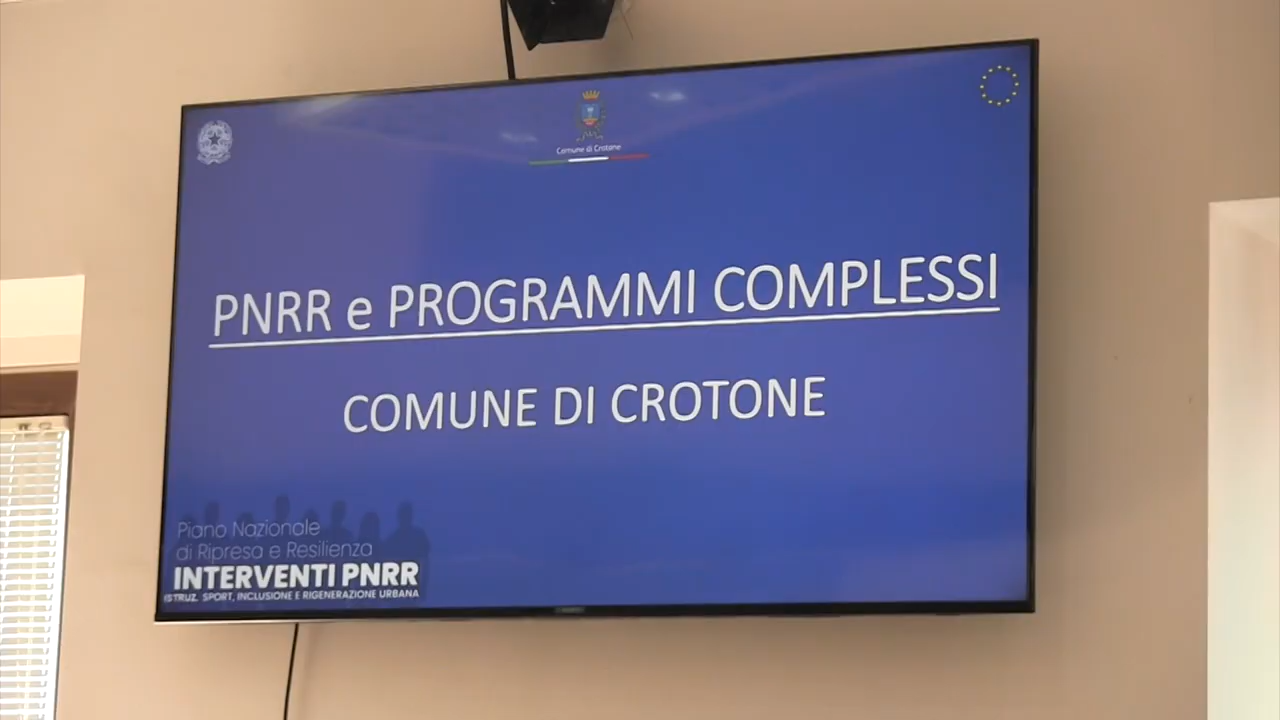 Comune di Crotone
PNRR e PROGRAMMI COMPLESSI
COMUNE DI CROTONE
Piano Nazionale
di Ripresa e Resilienza
INTERVENTI PNRR
ISTRUZ. SPORT, INCLUSIONE E RIGENERAZIONE URBANA